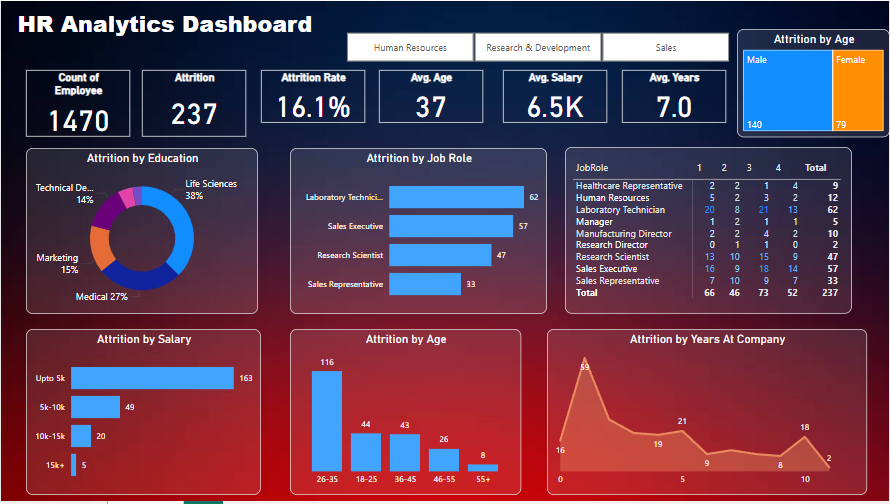 HR Analytics Dashboard
Human Resources
Research & Development
Sales
Attrition by Age
Male
Female
140
79
Count of
Employee
1470
Attrition
237
Attrition Rate
16.1%
Avg. Age
37
Avg. Salary
6.5K
Avg. Years
7.0
Attrition by Education
Life Sciences
38%
Technical De...
14%
Marketing
15%
Medical 27%
Attrition by Job Role
Laboratory Technici... 62
Sales Executive 57
Research Scientist 47
Sales Representative 33
JobRole 1 2 3 4 Total
Healthcare Representative 2 2 1 4 9
Human Resources 5 2 3 2 12
Laboratory Technician 20 8 21 13 62
Manager 1 2 1 1 5
Manufacturing Director 2 2 4 2 10
Research Director 0 1 1 0 2
Research Scientist 13 10 15 9 47
Sales Executive 16 9 18 14 57
Sales Representative 7 10 9 7 33
Total 66 46 73 52 237
Attrition by Salary
Upto 5k 163
5k-10k 49
10k-15k 20
15k+ 5
Attrition by Age
116
44
43
26
8
26-35 18-25 36-45 46-55 55+
Attrition by Years At Company
59
16
19
21
9
8
18
2
0 5 10